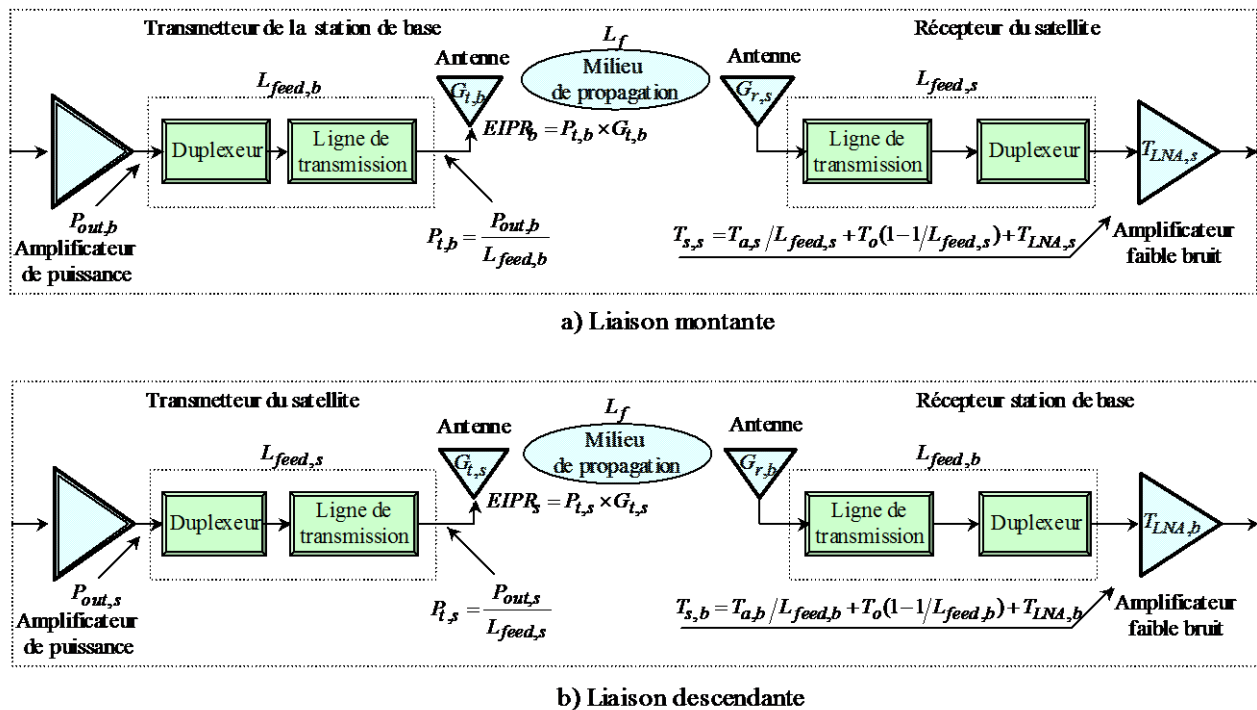 Transmetteur de la station de base
L_f
Récepteur du satellite
Antenne
Antenne
L_feed,b
G_t,b
Milieu
de propagation
G_r,s
L_feed,s
EIPR_b = P_t,b × G_t,b
Duplexeur
Ligne de
transmission
Ligne de
transmission
Duplexeur
T_LNA,s
P_out,b
Amplificateur
de puissance
P_t,b = P_out,b / L_feed,b
T_s,s = T_a,s/L_feed,s + T_o(1−1/L_feed,s) + T_LNA,s
Amplificateur
faible bruit
a) Liaison montante
Transmetteur du satellite
L_f
Récepteur station de base
Antenne
Antenne
L_feed,s
G_t,s
Milieu
de propagation
G_r,b
L_feed,b
EIPR_s = P_t,s × G_t,s
Duplexeur
Ligne de
transmission
Ligne de
transmission
Duplexeur
T_LNA,b
P_out,s
Amplificateur
de puissance
P_t,s = P_out,s / L_feed,s
T_s,b = T_a,b/L_feed,b + T_o(1−1/L_feed,b) + T_LNA,b
Amplificateur
faible bruit
b) Liaison descendante